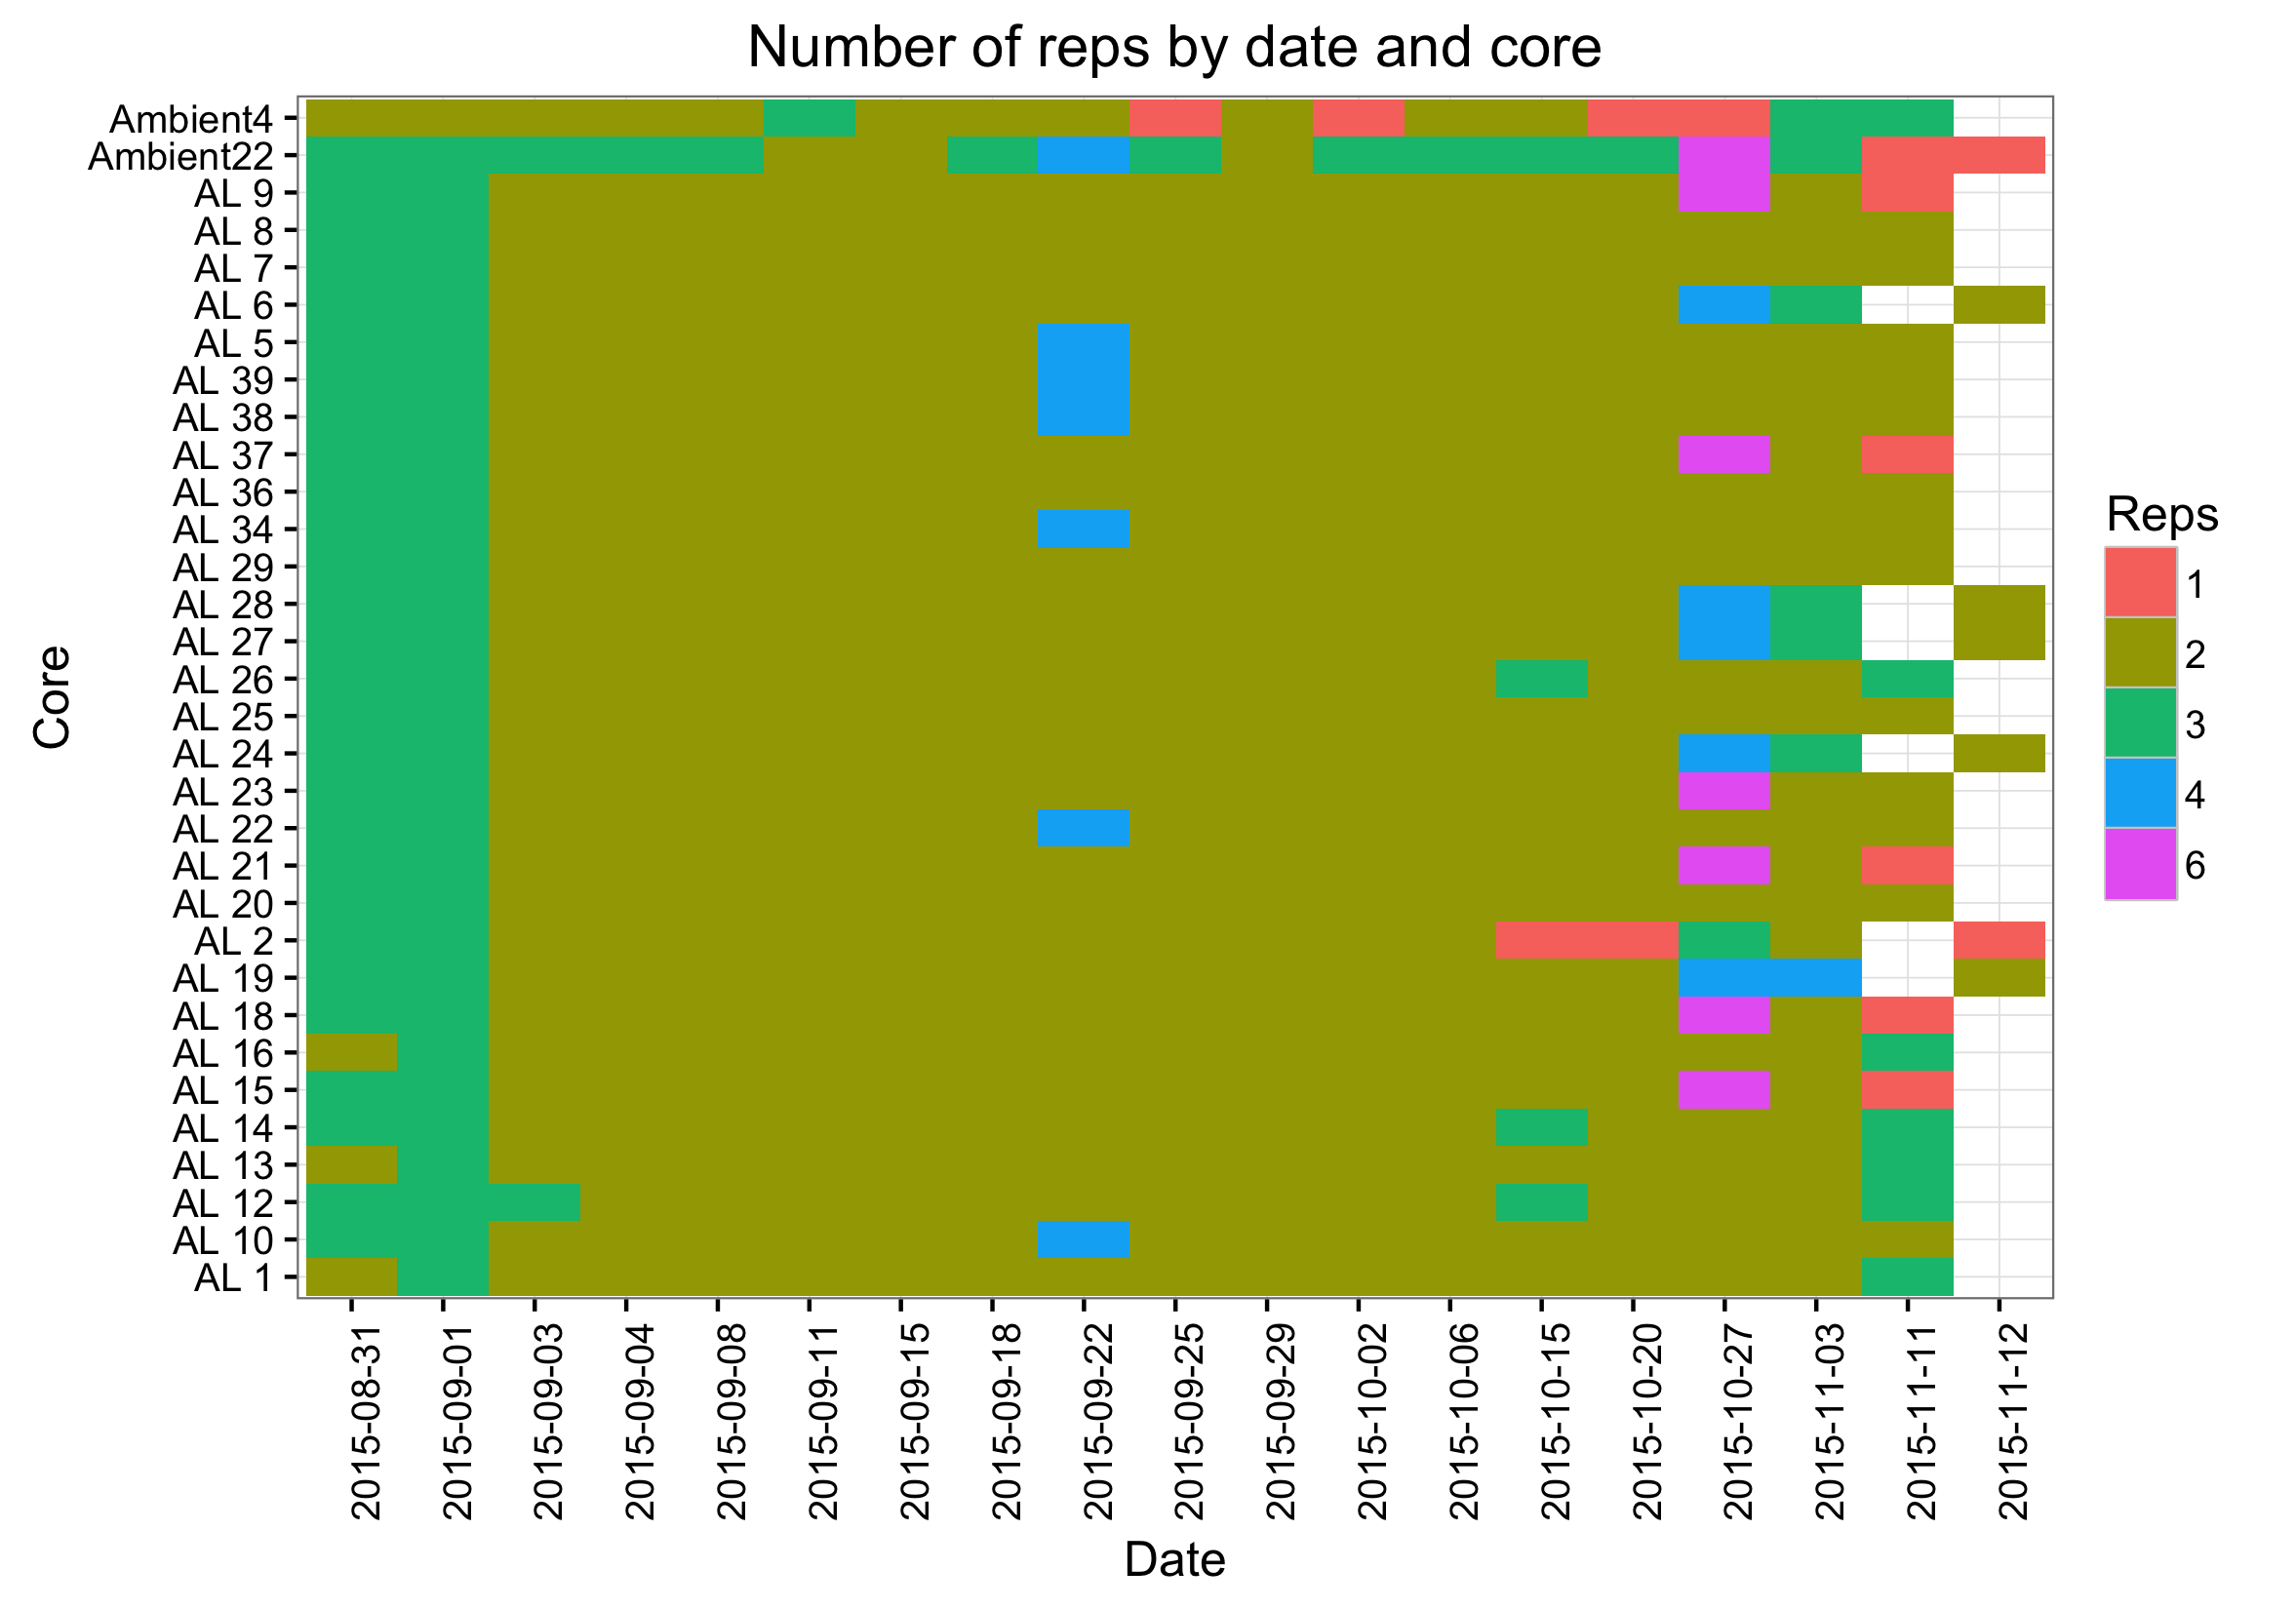 Number of reps by date and core
Ambient4
Ambient22
AL 9
AL 8
AL 7
AL 6
AL 5
AL 39
AL 38
AL 37
AL 36
AL 34
AL 29
AL 28
AL 27
AL 26
AL 25
AL 24
AL 23
AL 22
AL 21
AL 20
AL 2
AL 19
AL 18
AL 16
AL 15
AL 14
AL 13
AL 12
AL 10
AL 1
Core
2015-08-31
2015-09-01
2015-09-03
2015-09-04
2015-09-08
2015-09-11
2015-09-15
2015-09-18
2015-09-22
2015-09-25
2015-09-29
2015-10-02
2015-10-06
2015-10-15
2015-10-20
2015-10-27
2015-11-03
2015-11-11
2015-11-12
Date
Reps
1
2
3
4
6